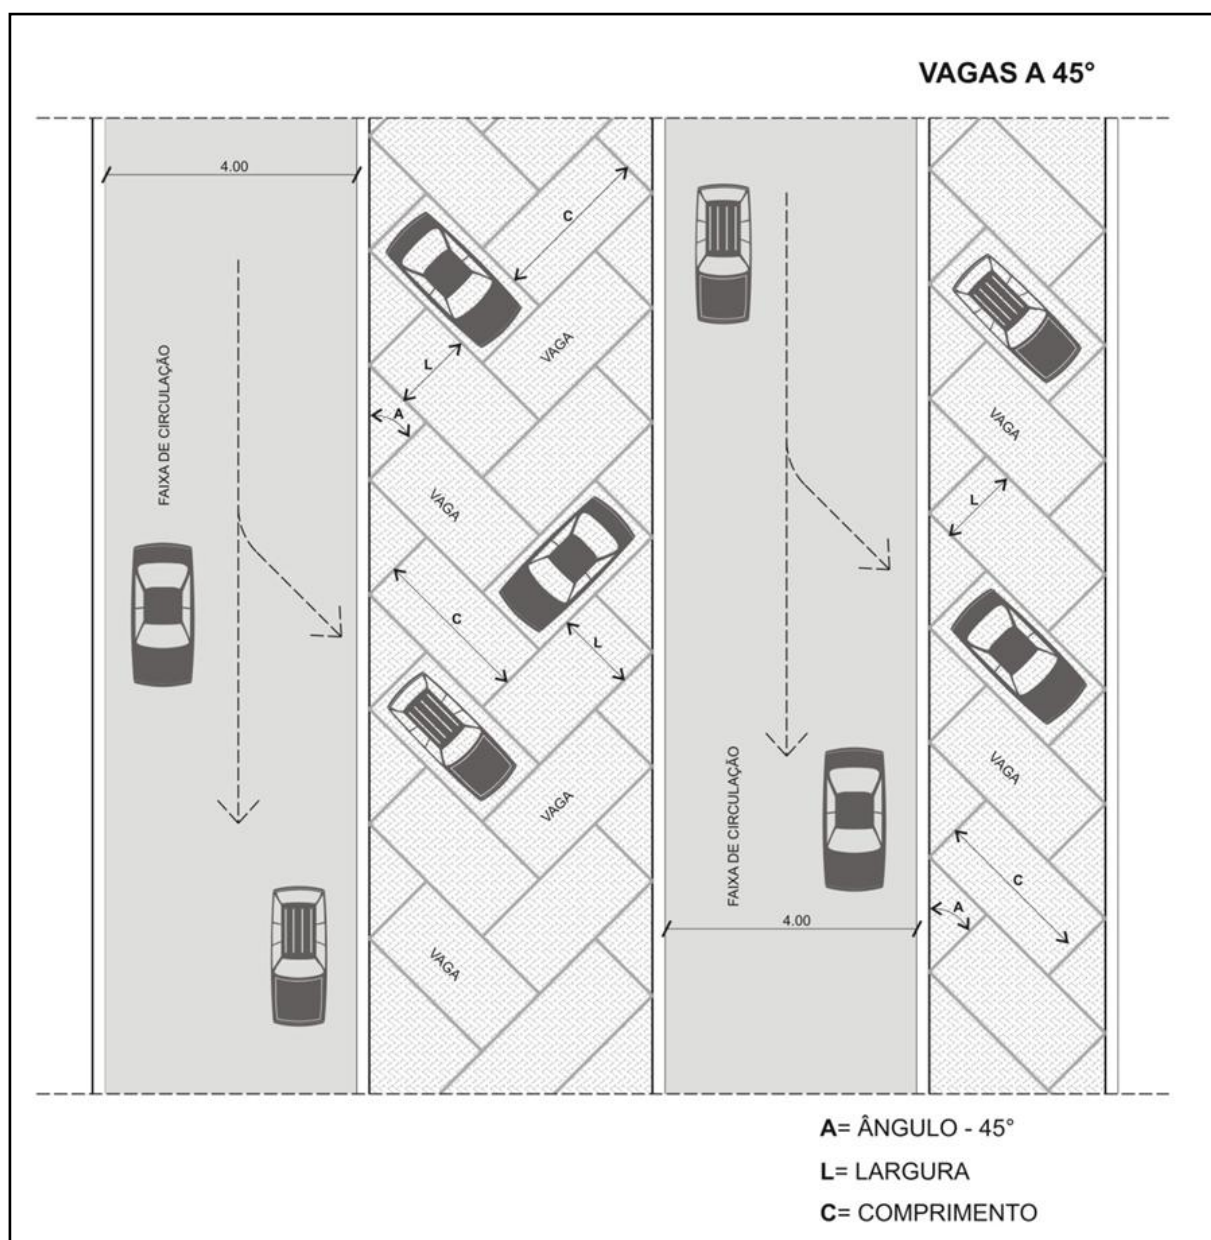 VAGAS A 45°
4.00
C
VAGA
L
FAIXA DE CIRCULAÇÃO
A
VAGA
VAGA
L
C
L
FAIXA DE CIRCULAÇÃO
VAGA
VAGA
C
A
4.00
VAGA
A= ÂNGULO - 45°
L= LARGURA
C= COMPRIMENTO